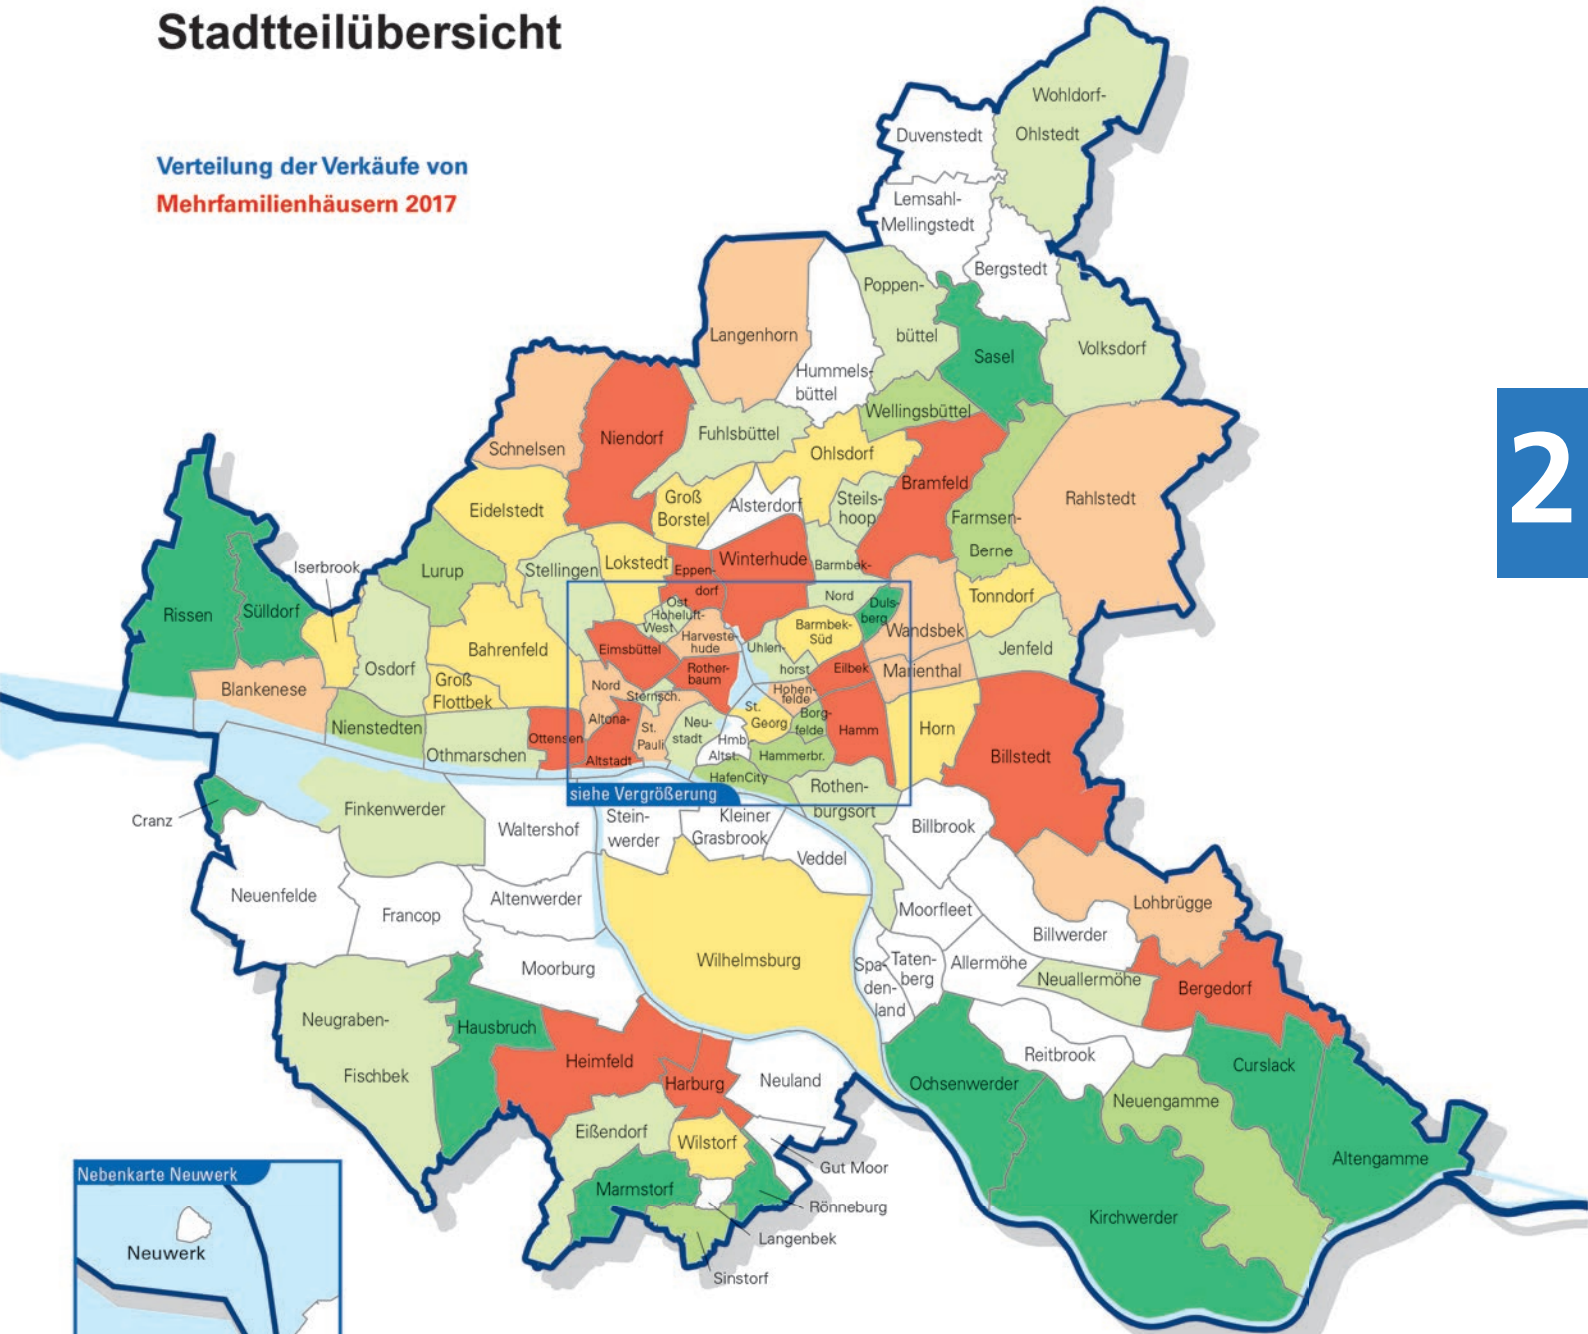 Stadtteilübersicht
Verteilung der Verkäufe von
Mehrfamilienhäusern 2017
2
Wohldorf-
Ohlstedt
Duvenstedt
Lemsahl-
Mellingstedt
Bergstedt
Poppen-
büttel
Sasel
Volksdorf
Langenhorn
Hummels-
büttel
Wellingsbüttel
Schnelsen
Niendorf
Fuhlsbüttel
Ohlsdorf
Bramfeld
Rahlstedt
Eidelstedt
Groß
Borstel
Alsterdorf
Steils-
hoop
Farmsen-
Berne
Iserbrook
Lurup
Stellingen
Lokstedt
Eppen-
dorf
Winterhude
Barmbek-
Nord
Duls-
berg
Tonndorf
Rissen
Sülldorf
Osdorf
Bahrenfeld
Ost
Hoheluft-
West
Eimsbüttel
Harveste-
hude
Uhlen-
horst
Barmbek-
Süd
Wandsbek
Jenfeld
Blankenese
Groß
Flottbek
Nord
Altona-
Altstadt
Sternsch.
Rother-
baum
Hohen-
felde
Eilbek
Marienthal
Nienstedten
Othmarschen
Ottensen
St.
Pauli
Neu-
stadt
St.
Georg
Borg-
felde
Hamm
Horn
Billstedt
Hmb.
Altst.
Hammerbr.
HafenCity
Rothen-
burgsort
siehe Vergrößerung
Cranz
Finkenwerder
Waltershof
Stein-
werder
Kleiner
Grasbrook
Veddel
Billbrook
Neuenfelde
Francop
Altenwerder
Moorfleet
Lohbrügge
Billwerder
Moorburg
Wilhelmsburg
Spa-
den-
land
Taten-
berg
Allermöhe
Neuallermöhe
Bergedorf
Neugraben-
Fischbek
Hausbruch
Heimfeld
Harburg
Neuland
Ochsenwerder
Reitbrook
Curslack
Neuengamme
Eißendorf
Wilstorf
Gut Moor
Altengamme
Marmstorf
Rönneburg
Kirchwerder
Langenbek
Sinstorf
Nebenkarte Neuwerk
Neuwerk